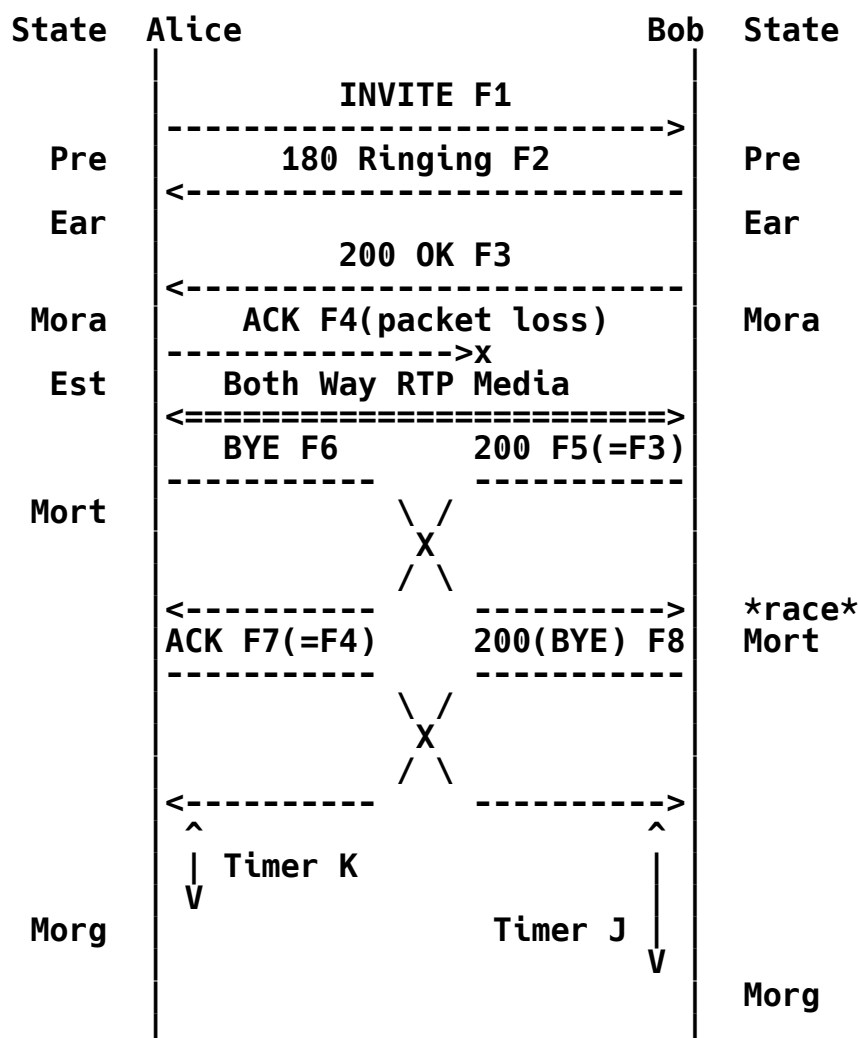 State  Alice                     Bob  State
       |                           |
       |         INVITE F1         |
       |-------------------------->|
  Pre  |      180 Ringing F2       |  Pre
       |<--------------------------|
  Ear  |                           |  Ear
       |         200 OK F3         |
       |<--------------------------|
 Mora  |    ACK F4(packet loss)    |  Mora
       |--------------->x          |
  Est  |   Both Way RTP Media      |
       |<=========================>|
       |   BYE F6       200 F5(=F3)|
       |-----------     -----------|
 Mort  |            \ /            |
       |             X             |
       |            / \            |
       |<----------     ---------->|  *race*
       |ACK F7(=F4)     200(BYE) F8|  Mort
       |-----------     -----------|
       |            \ /            |
       |             X             |
       |            / \            |
       |<----------     ---------->|
       | ^                       ^ |
       | | Timer K               | |
       | V                       | |
 Morg  |                 Timer J | |
       |                         V |
       |                           |  Morg
       |                           |